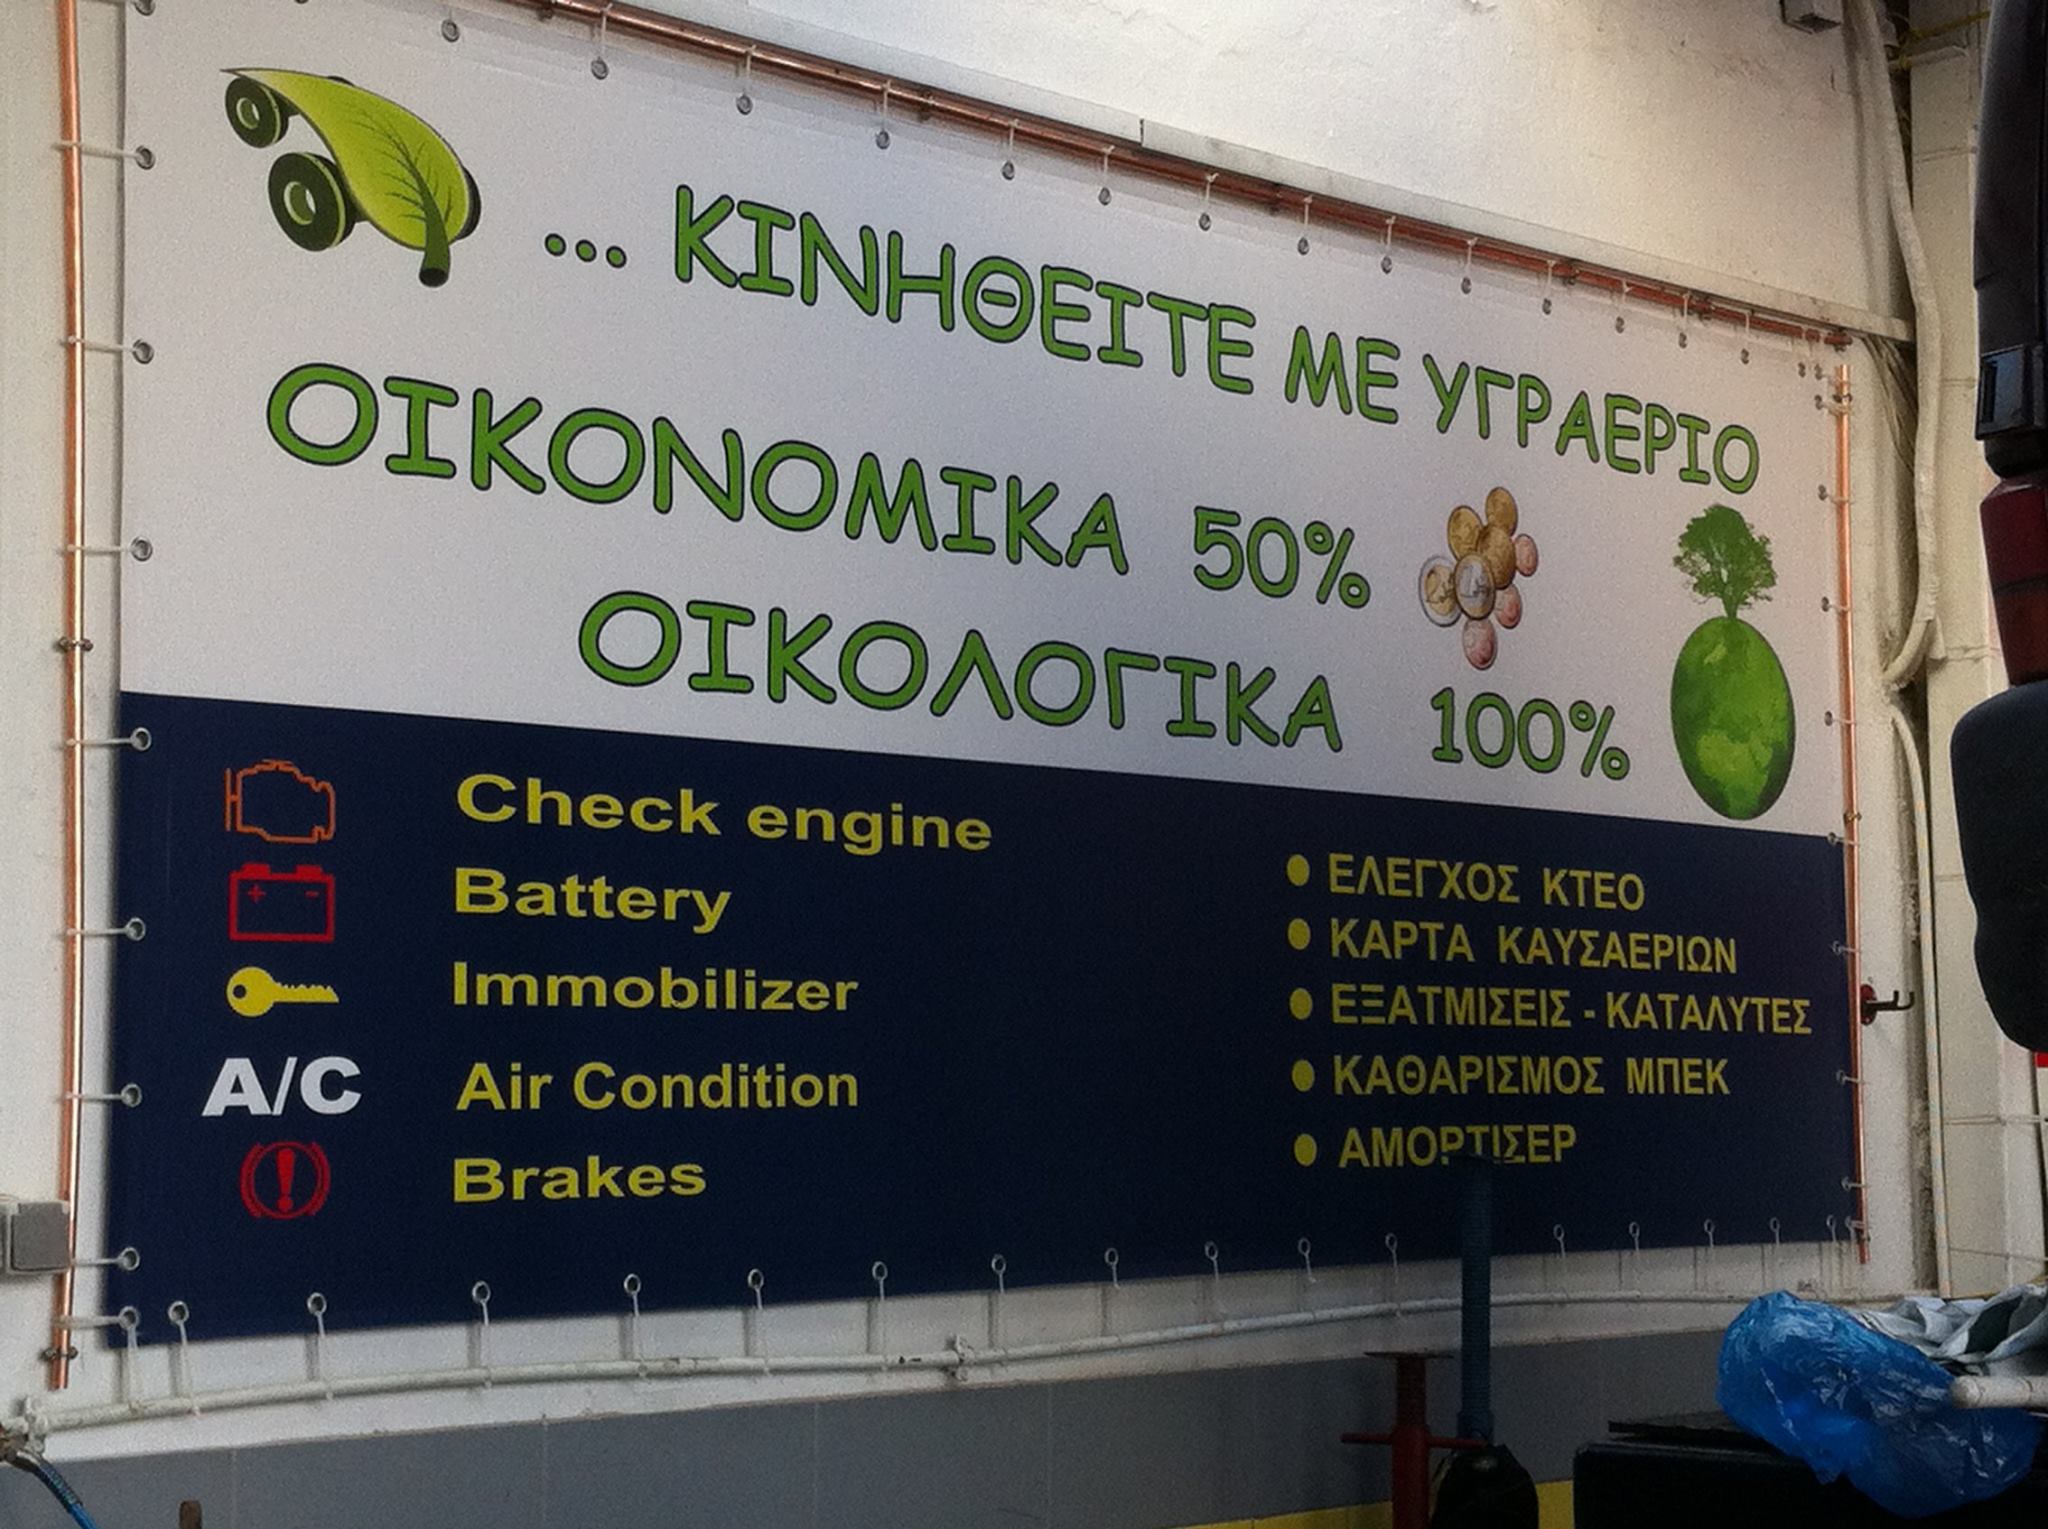 ... ΚΙΝΗΘΕΙΤΕ ΜΕ ΥΓΡΑΕΡΙΟ
ΟΙΚΟΝΟΜΙΚΑ 50%
ΟΙΚΟΛΟΓΙΚΑ 100%
Check engine
Battery
Immobilizer
A/C Air Condition
Brakes
● ΕΛΕΓΧΟΣ ΚΤΕΟ
● ΚΑΡΤΑ ΚΑΥΣΑΕΡΙΩΝ
● ΕΞΑΤΜΙΣΕΙΣ - ΚΑΤΑΛΥΤΕΣ
● ΚΑΘΑΡΙΣΜΟΣ ΜΠΕΚ
● ΑΜΟΡΤΙΣΕΡ